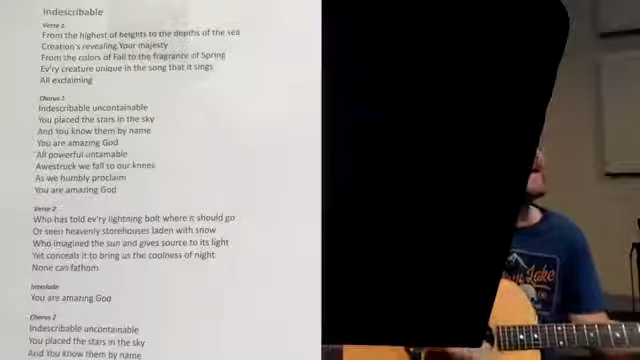 Indescribable
Verse 1
From the highest of heights to the depths of the sea
Creation's revealing Your majesty
From the colors of Fall to the fragrance of Spring
Ev'ry creature unique in the song that it sings
All exclaiming
Chorus 1
Indescribable uncontainable
You placed the stars in the sky
And You know them by name
You are amazing God
All powerful untamable
Awestruck we fall to our knees
As we humbly proclaim
You are amazing God
Verse 2
Who has told ev'ry lightning bolt where it should go
Or seen heavenly storehouses laden with snow
Who imagined the sun and gives source to its light
Yet conceals it to bring us the coolness of night
None can fathom
Interlude
You are amazing God
Chorus 2
Indescribable uncontainable
You placed the stars in the sky
And You know them by name
Lake